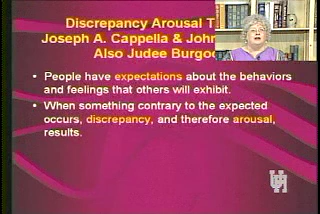 Discrepancy Arousal T
Joseph A. Cappella & John
Also Judee Burgoo
• People have expectations about the behaviors
and feelings that others will exhibit.
• When something contrary to the expected
occurs, discrepancy, and therefore arousal,
results.